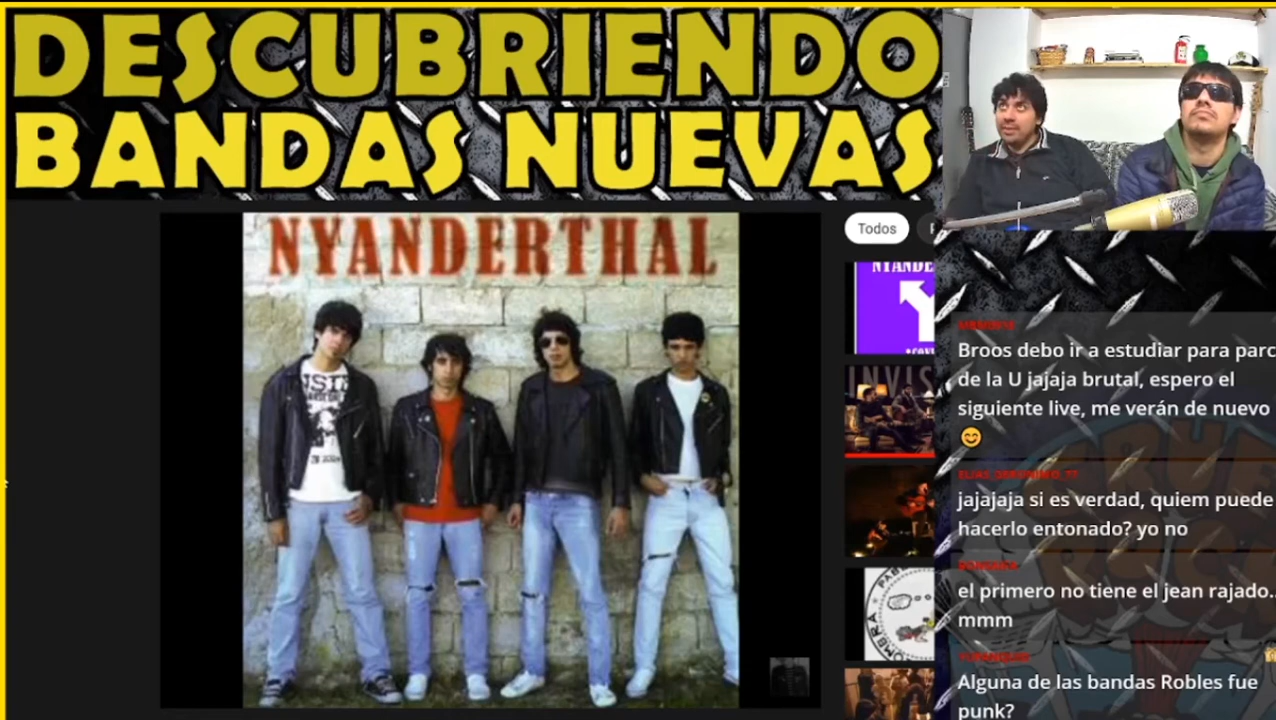 DESCUBRIENDO
BANDAS NUEVAS
NYANDERTHAL
Todos
Broos debo ir a estudiar para parc
de la U jajaja brutal, espero el
siguiente live, me verán de nuevo
jajajaja si es verdad, quiem puede
hacerlo entonado? yo no
el primero no tiene el jean rajado..
mmm
Alguna de las bandas Robles fue
punk?